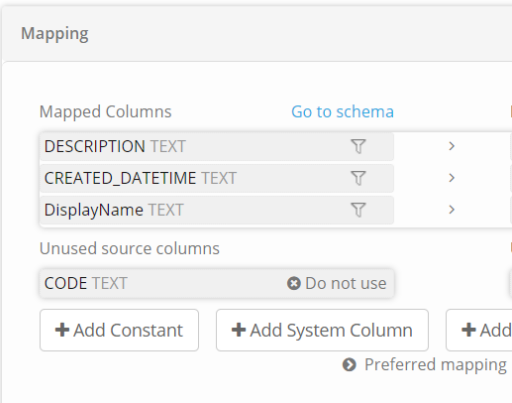 Mapping
Mapped Columns Go to schema
DESCRIPTION TEXT
CREATED_DATETIME TEXT
DisplayName TEXT
Unused source columns
CODE TEXT Do not use
Add Constant Add System Column Add
Preferred mapping